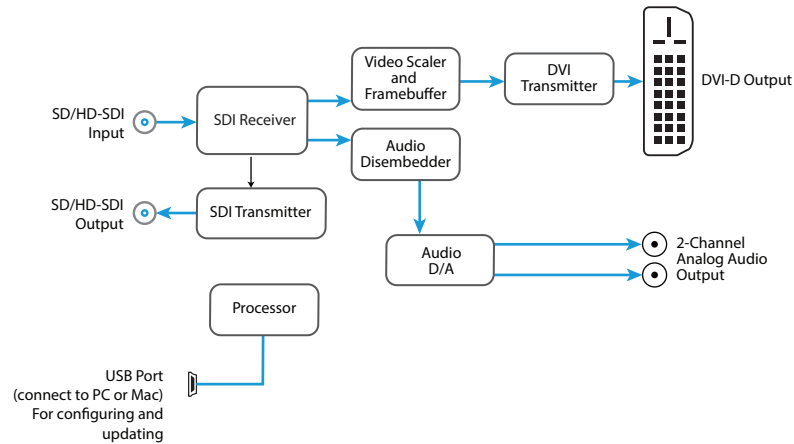 SD/HD-SDI
Input
SDI Receiver
Video Scaler
and
Framebuffer
DVI
Transmitter
DVI-D Output
Audio
Disembedder
SD/HD-SDI
Output
SDI Transmitter
Audio
D/A
2-Channel
Analog Audio
Output
Processor
USB Port
(connect to PC or Mac)
For configuring and
updating